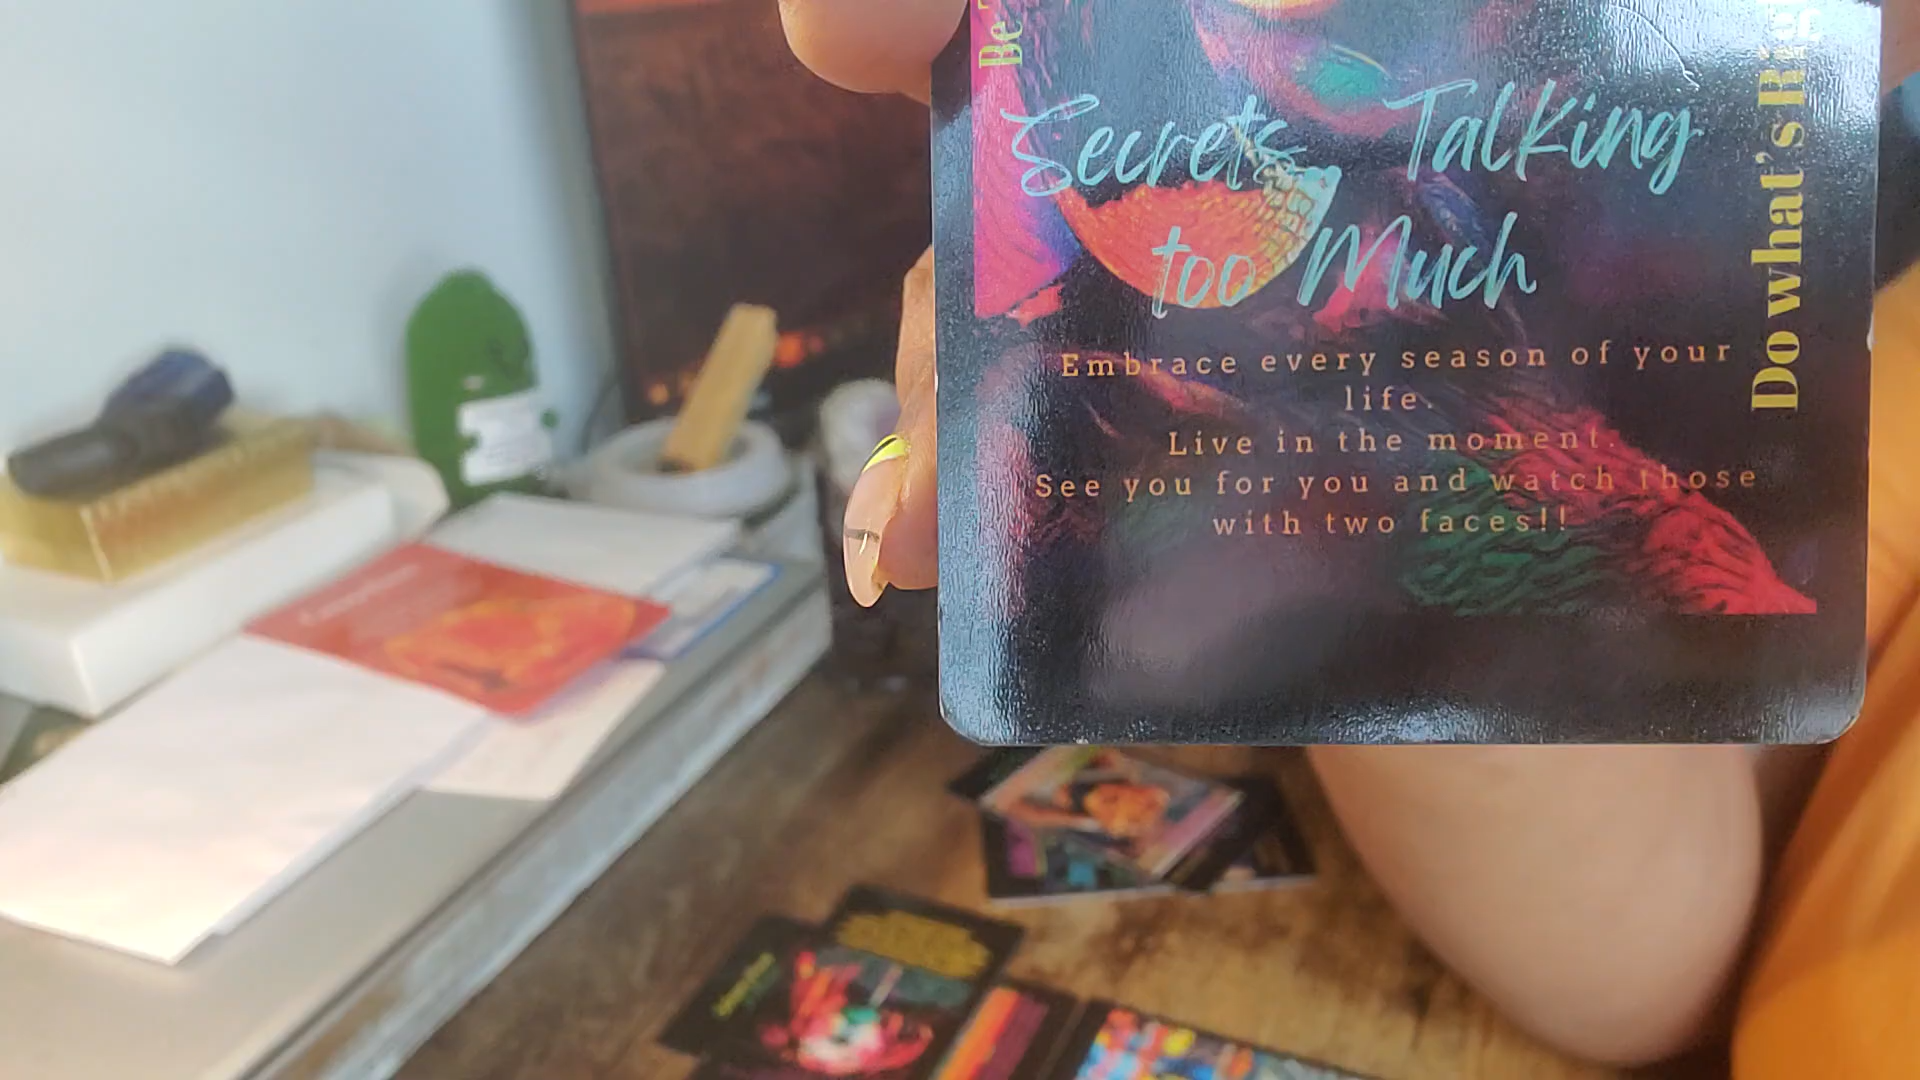 Be
Secrets, Talking
too Much
Do what's Rig
Embrace every season of your
life.
Live in the moment.
See you for you and watch those
with two faces!!